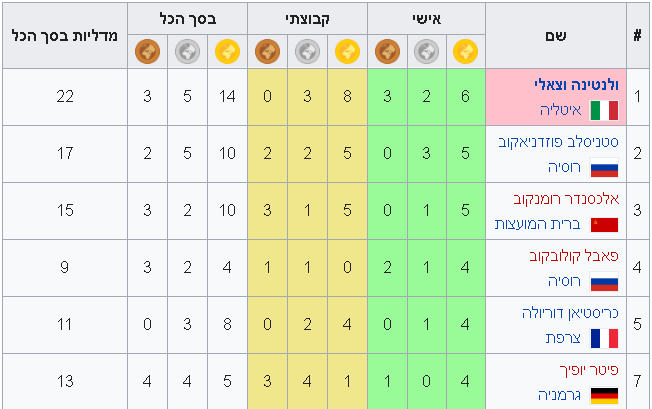 # שם אישי קבוצתי בסך הכל מדליות בסך הכל
1 ולנטינה וצאלי
איטליה 6 2 3 8 3 0 14 5 3 22
2 סטניסלב פוזדניאקוב
רוסיה 5 3 0 5 2 2 10 5 2 17
3 אלכסנדר רומנקוב
ברית המועצות 5 1 0 5 1 3 10 2 3 15
4 פאבל קולובקוב
רוסיה 4 1 2 0 1 1 4 2 3 9
5 כריסטיאן דוריולה
צרפת 4 1 0 4 2 0 8 3 0 11
7 פיטר יופיך
גרמניה 4 0 1 1 4 3 5 4 4 13